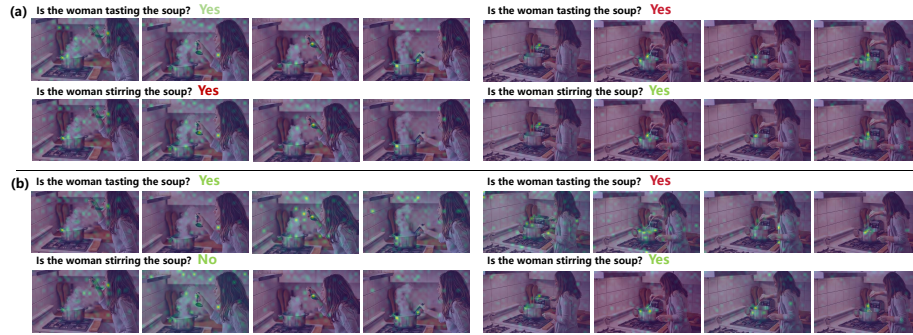 (a)
Is the woman tasting the soup? Yes
Is the woman tasting the soup? Yes
Is the woman stirring the soup? Yes
Is the woman stirring the soup? Yes
(b)
Is the woman tasting the soup? Yes
Is the woman tasting the soup? Yes
Is the woman stirring the soup? No
Is the woman stirring the soup? Yes